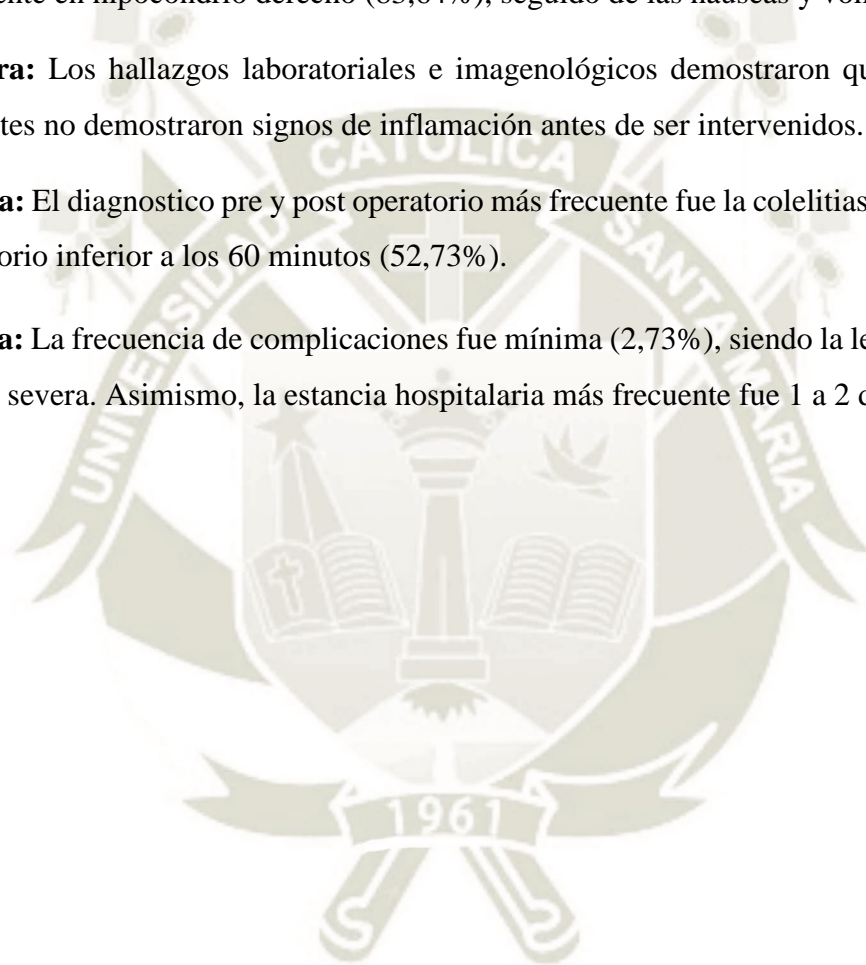 ente en hipocondrio derecho seguido de las náuseas y
ra: Los hallazgos laboratoriales e imagenológicos demostraron qu
tes no demostraron signos de inflamación antes de ser intervenidos.
a: El diagnostico pre y post operatorio más frecuente fue la colelitias
orio inferior a los 60 minutos (52,73%).
a: La frecuencia de complicaciones fue mínima (2,73%), siendo la le
severa. Asimismo, la estancia hospitalaria más frecuente fue 1 a 2 d
UNIVERSIDAD CATOLICA SANTA MARIA
1961